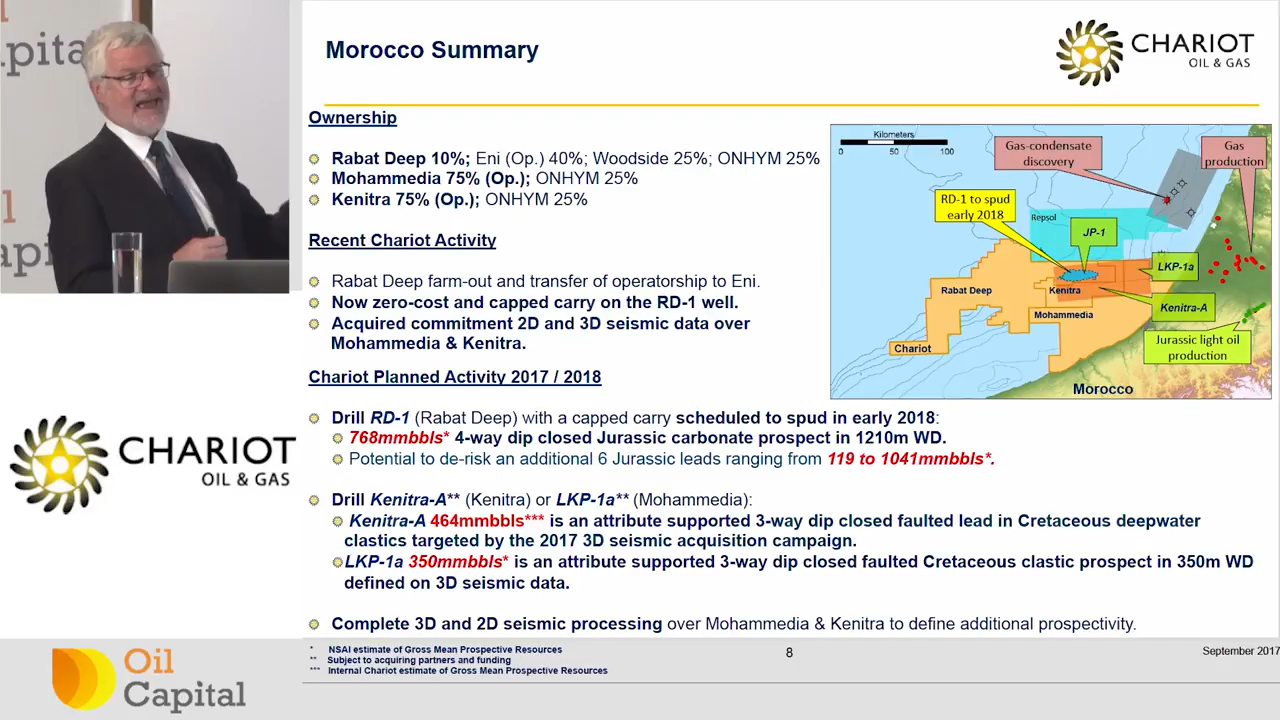 pita
l
api
Morocco Summary
CHARIOT
OIL & GAS
Ownership
Rabat Deep 10%; Eni (Op.) 40%; Woodside 25%; ONHYM 25%
Mohammedia 75% (Op.); ONHYM 25%
Kenitra 75% (Op.); ONHYM 25%
Recent Chariot Activity
Rabat Deep farm-out and transfer of operatorship to Eni.
Now zero-cost and capped carry on the RD-1 well.
Acquired commitment 2D and 3D seismic data over
Mohammedia & Kenitra.
Kilometers
0 50 100
Gas-condensate
discovery
Gas
production
RD-1 to spud
early 2018
Repsol
JP-1
LKP-1a
Rabat Deep
Kenitra
Kenitra-A
Mohammedia
Jurassic light oil
production
Chariot
Morocco
Chariot Planned Activity 2017 / 2018
Drill RD-1 (Rabat Deep) with a capped carry scheduled to spud in early 2018:
768mmbbls* 4-way dip closed Jurassic carbonate prospect in 1210m WD.
Potential to de-risk an additional 6 Jurassic leads ranging from 119 to 1041mmbbls*.
Drill Kenitra-A** (Kenitra) or LKP-1a** (Mohammedia):
Kenitra-A 464mmbbls*** is an attribute supported 3-way dip closed faulted lead in Cretaceous deepwater
clastics targeted by the 2017 3D seismic acquisition campaign.
LKP-1a 350mmbbls* is an attribute supported 3-way dip closed faulted Cretaceous clastic prospect in 350m WD
defined on 3D seismic data.
Complete 3D and 2D seismic processing over Mohammedia & Kenitra to define additional prospectivity.
* NSAI estimate of Gross Mean Prospective Resources
** Subject to acquiring partners and funding
*** Internal Chariot estimate of Gross Mean Prospective Resources
8
September 2017
CHARIOT
OIL & GAS
Oil
Capital